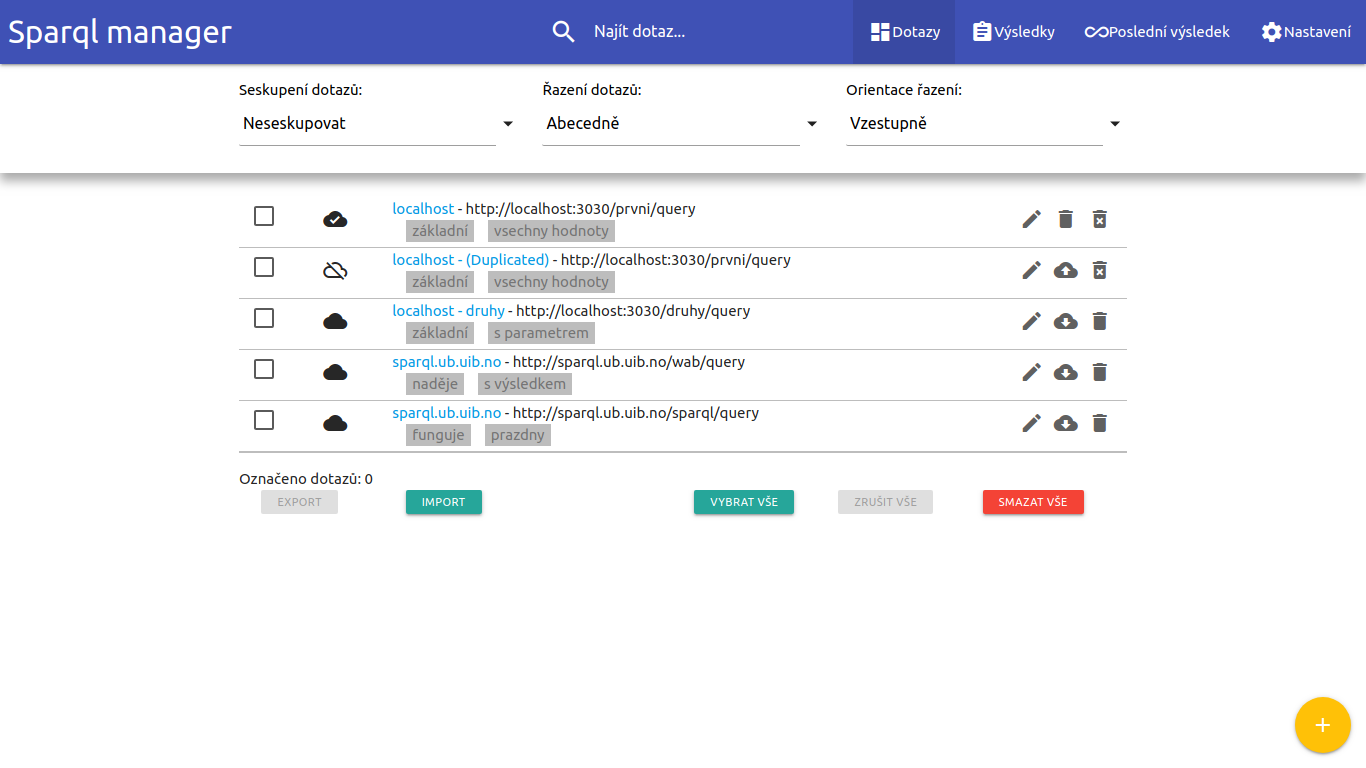 Sparql manager
Najít dotaz...
Dotazy
Výsledky
Poslední výsledek
Nastavení
Seskupení dotazů:
Řazení dotazů:
Orientace řazení:
Neseskupovat
Abecedně
Vzestupně
localhost - http://localhost:3030/prvni/query
základní vsechny hodnoty
localhost - (Duplicated) - http://localhost:3030/prvni/query
základní vsechny hodnoty
localhost - druhy - http://localhost:3030/druhy/query
základní s parametrem
sparql.ub.uib.no - http://sparql.ub.uib.no/wab/query
naděje s výsledkem
sparql.ub.uib.no - http://sparql.ub.uib.no/sparql/query
funguje prazdny
Označeno dotazů: 0
EXPORT
IMPORT
VYBRAT VŠE
ZRUŠIT VŠE
SMAZAT VŠE